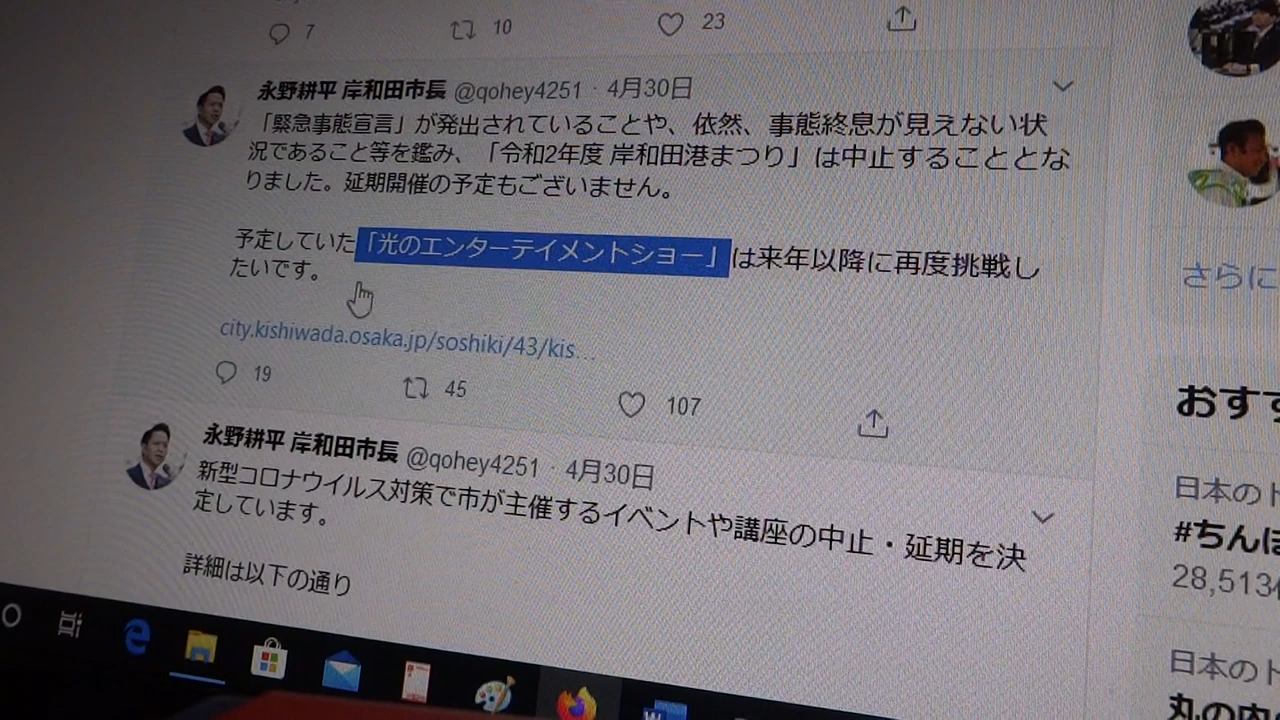 7 10 23
永野耕平 岸和田市長 @qohey4251 · 4月30日
「緊急事態宣言」が発出されていることや、依然、事態終息が見えない状
況であること等を鑑み、「令和2年度 岸和田港まつり」は中止することとな
りました。延期開催の予定もございません。
予定していた「光のエンターテイメントショー」は来年以降に再度挑戦し
たいです。
city.kishiwada.osaka.jp/soshiki/43/kis…
19 45 107
永野耕平 岸和田市長 @qohey4251 · 4月30日
新型コロナウイルス対策で市が主催するイベントや講座の中止・延期を決
定しています。
詳細は以下の通り
さらに
おすす
日本のト
#ちんほ
28,513
日本のト
丸の内